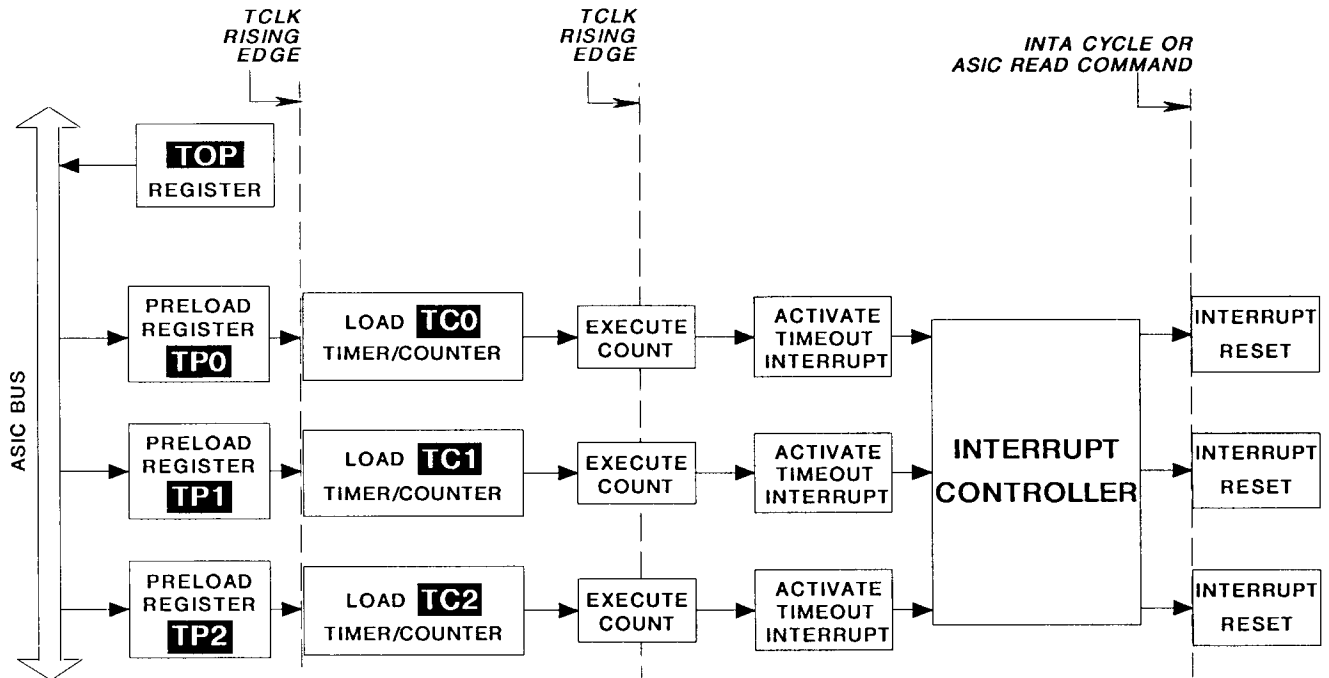 TCLK
RISING
EDGE
TCLK
RISING
EDGE
INTA CYCLE OR
ASIC READ COMMAND
ASIC BUS
TOP
REGISTER
PRELOAD
REGISTER
TP0
LOAD TC0
TIMER/COUNTER
EXECUTE
COUNT
ACTIVATE
TIMEOUT
INTERRUPT
INTERRUPT
RESET
PRELOAD
REGISTER
TP1
LOAD TC1
TIMER/COUNTER
EXECUTE
COUNT
ACTIVATE
TIMEOUT
INTERRUPT
INTERRUPT
CONTROLLER
INTERRUPT
RESET
PRELOAD
REGISTER
TP2
LOAD TC2
TIMER/COUNTER
EXECUTE
COUNT
ACTIVATE
TIMEOUT
INTERRUPT
INTERRUPT
RESET